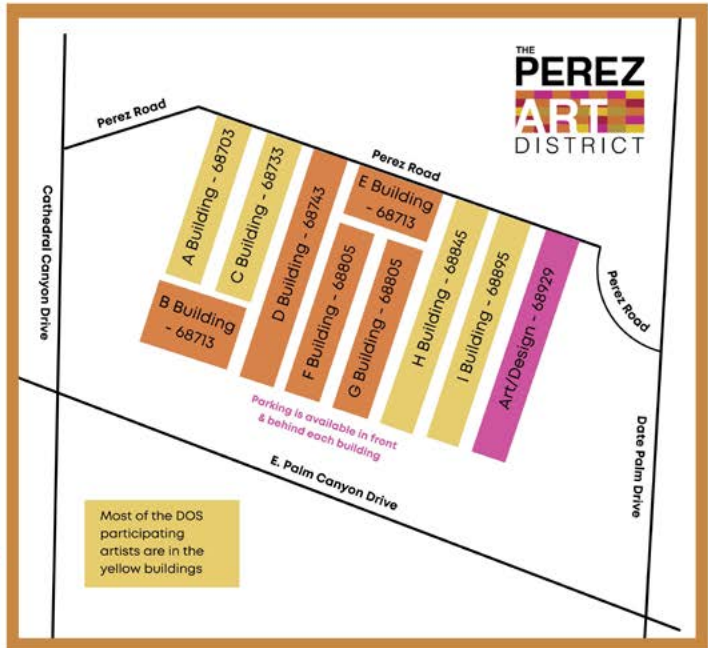 THE
PEREZ
ART
DISTRICT
Perez Road
Perez Road
Perez Road
Cathedral Canyon Drive
Date Palm Drive
E. Palm Canyon Drive
A Building - 68703
C Building - 68733
D Building - 68743
E Building
- 68713
B Building
- 68713
F Building - 68805
G Building - 68805
H Building - 68845
I Building - 68895
Art/Design - 68929
Parking is available in front
& behind each building
Most of the DOS
participating
artists are in the
yellow buildings